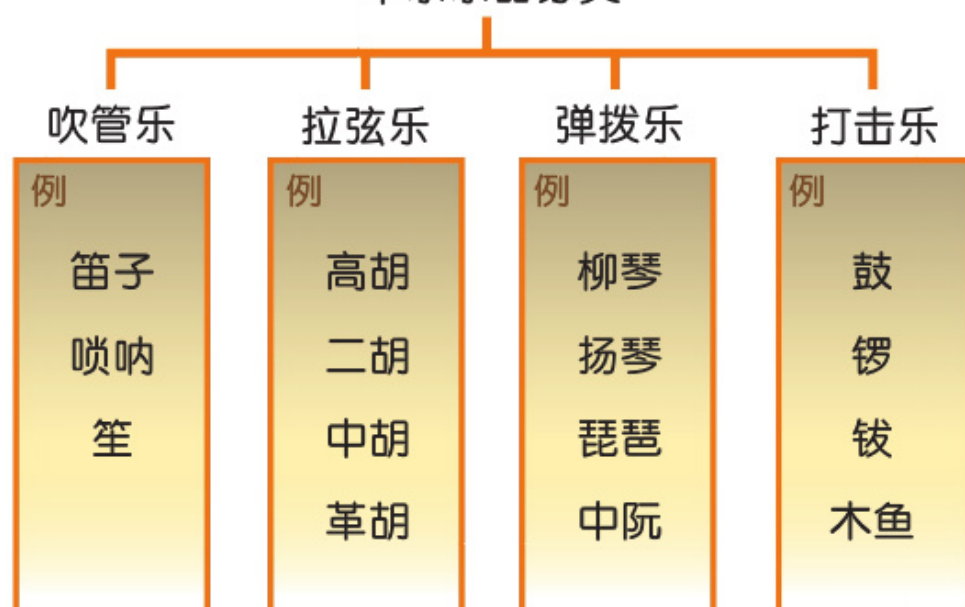 吹管乐
例
笛子
唢呐
笙
拉弦乐
例
高胡
二胡
中胡
革胡
弹拨乐
例
柳琴
扬琴
琵琶
中阮
打击乐
例
鼓
锣
钹
木鱼